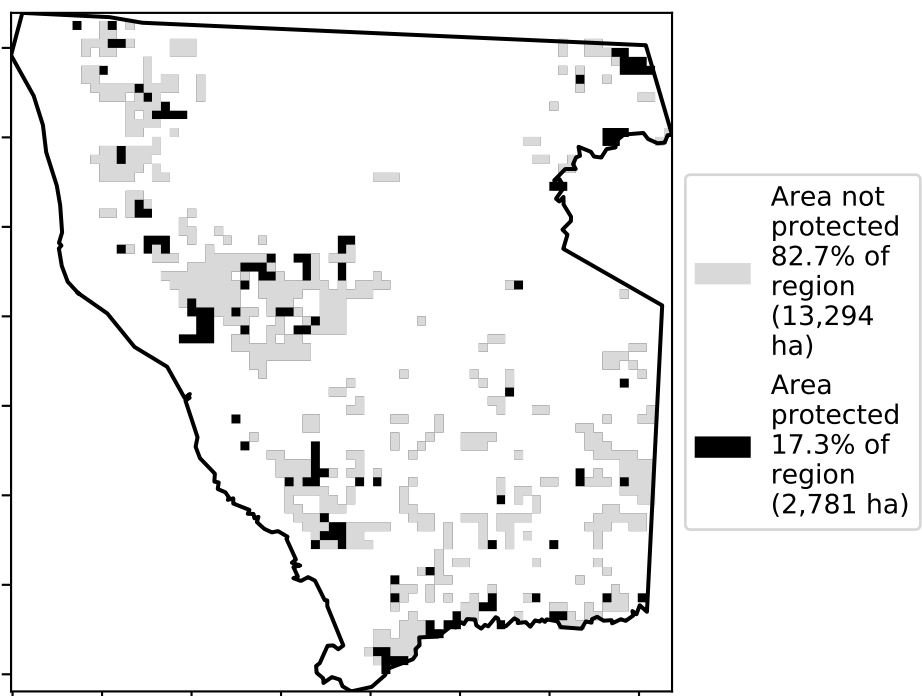 Area not
protected
82.7% of
region
(13,294
ha)
Area
protected
17.3% of
region
(2,781 ha)